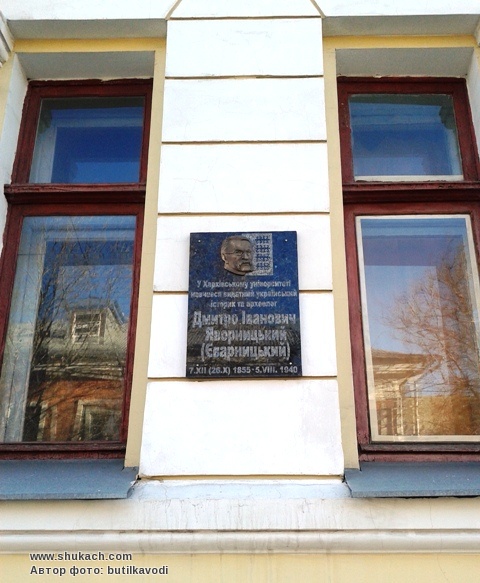 У Харківському університеті
навчався видатний український
історик та археолог
Дмитро Іванович
Яворницький
(Еварницький)
7.XII (26.X) 1855 - 5.VIII. 1940
www.shukach.com
Автор фото: butilkavodi